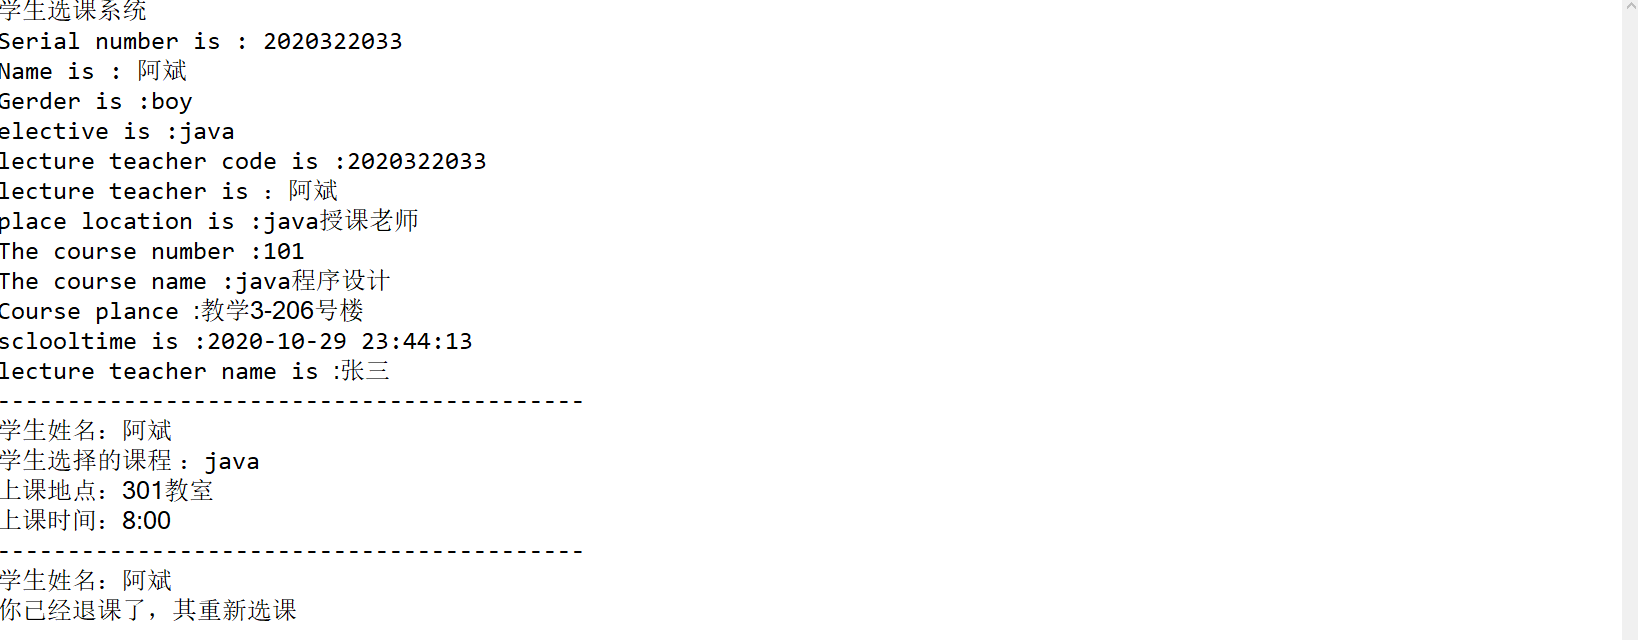 学生选课系统
Serial number is : 2020322033
Name is : 阿斌
Gerder is :boy
elective is :java
lecture teacher code is :2020322033
lecture teacher is : 阿斌
place location is :java授课老师
The course number :101
The course name :java程序设计
Course plance :教学3-206号楼
sclooltime is :2020-10-29 23:44:13
lecture teacher name is :张三
------------------------------------------
学生姓名：阿斌
学生选择的课程 ：java
上课地点：301教室
上课时间：8:00
------------------------------------------
学生姓名：阿斌
你已经退课了，其重新选课